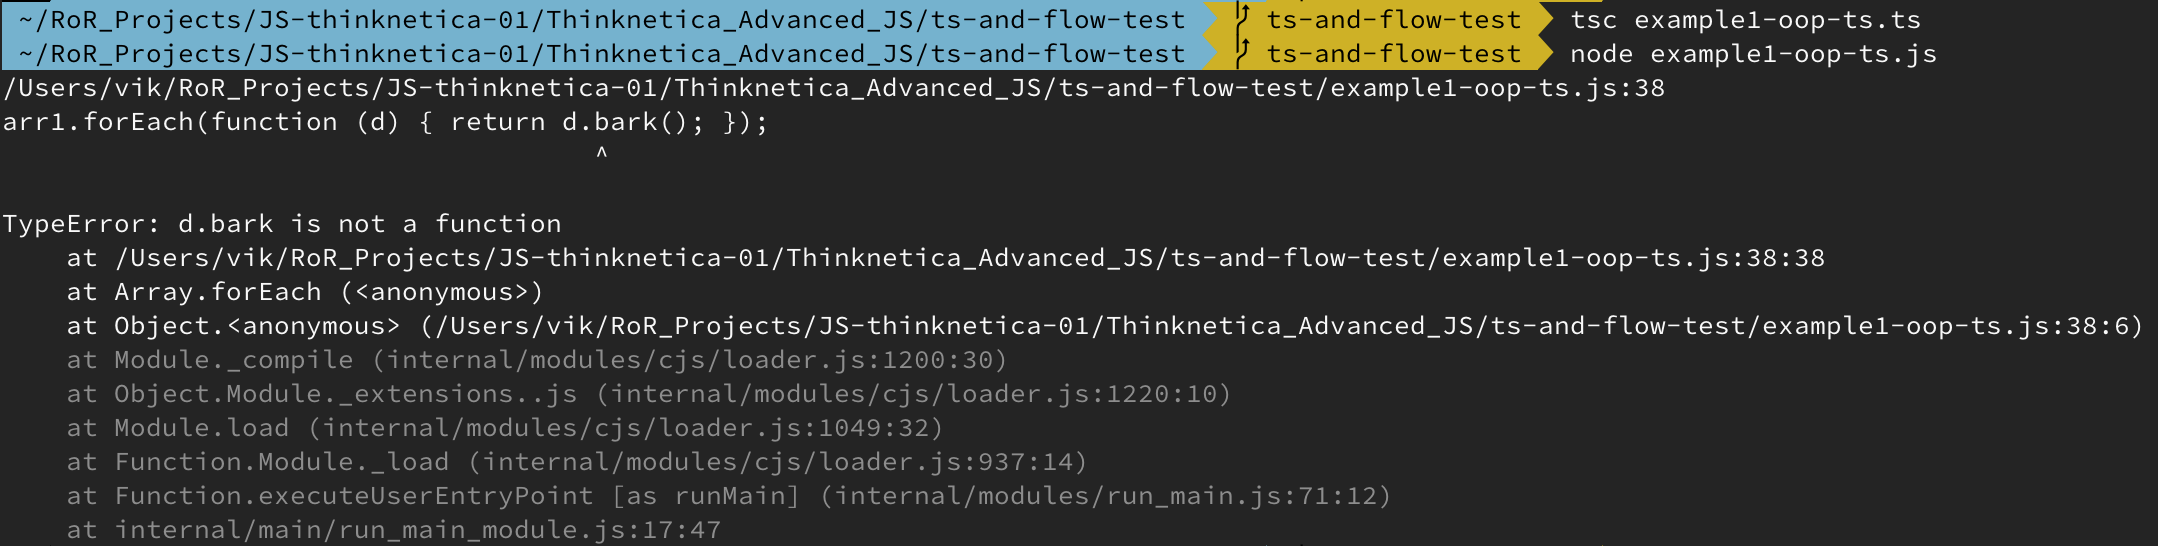 ~/RoR_Projects/JS-thinknetica-01/Thinknetica_Advanced_JS/ts-and-flow-test ts-and-flow-test tsc example1-oop-ts.ts
~/RoR_Projects/JS-thinknetica-01/Thinknetica_Advanced_JS/ts-and-flow-test ts-and-flow-test node example1-oop-ts.js
/Users/vik/RoR_Projects/JS-thinknetica-01/Thinknetica_Advanced_JS/ts-and-flow-test/example1-oop-ts.js:38
arr1.forEach(function (d) { return d.bark(); });
^
TypeError: d.bark is not a function
at /Users/vik/RoR_Projects/JS-thinknetica-01/Thinknetica_Advanced_JS/ts-and-flow-test/example1-oop-ts.js:38:38
at Array.forEach (<anonymous>)
at Object.<anonymous> (/Users/vik/RoR_Projects/JS-thinknetica-01/Thinknetica_Advanced_JS/ts-and-flow-test/example1-oop-ts.js:38:6)
at Module._compile (internal/modules/cjs/loader.js:1200:30)
at Object.Module._extensions..js (internal/modules/cjs/loader.js:1220:10)
at Module.load (internal/modules/cjs/loader.js:1049:32)
at Function.Module._load (internal/modules/cjs/loader.js:937:14)
at Function.executeUserEntryPoint [as runMain] (internal/modules/run_main.js:71:12)
at internal/main/run_main_module.js:17:47